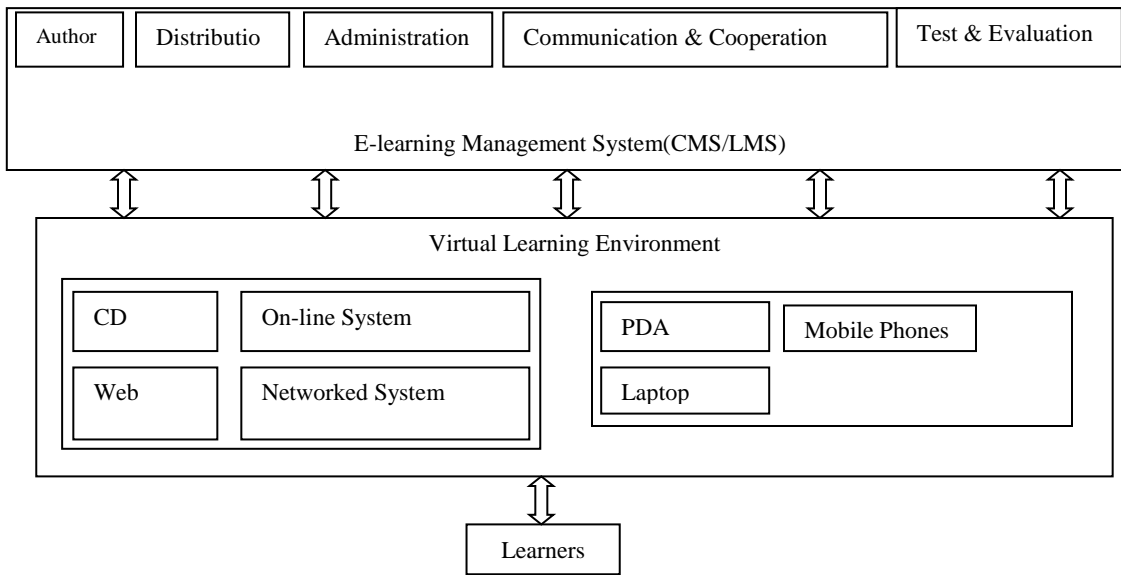 Author
Distributio
Administration
Communication & Cooperation
Test & Evaluation
E-learning Management System(CMS/LMS)
Virtual Learning Environment
CD
On-line System
Web
Networked System
PDA
Mobile Phones
Laptop
Learners